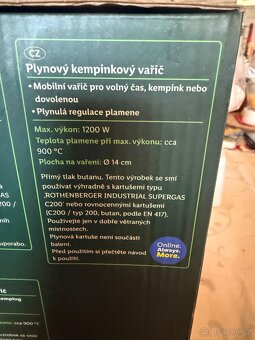 CZ
Plynový kempinkový vařič
• Mobilní vařič pro volný čas, kempink nebo
dovolenou
• Plynulá regulace plamene
Max. výkon: 1200 W
Teplota plamene při max. výkonu: cca
900 °C
Plocha na vaření: Ø 14 cm
Přímý tlak butanu. Tento výrobek se smí
používat výhradně s kartušemi typu
„ROTHENBERGER INDUSTRIAL SUPERGAS
C200“ nebo rovnocennými kartušemi
(C200 / typ 200, butan, podle EN 417).
Používejte jen v dobře větraných
místnostech.
Plynová kartuše není součástí
balení.
Před použitím si přečtěte návod
k použití.
Online.
Always.
More.
cca 900 °C